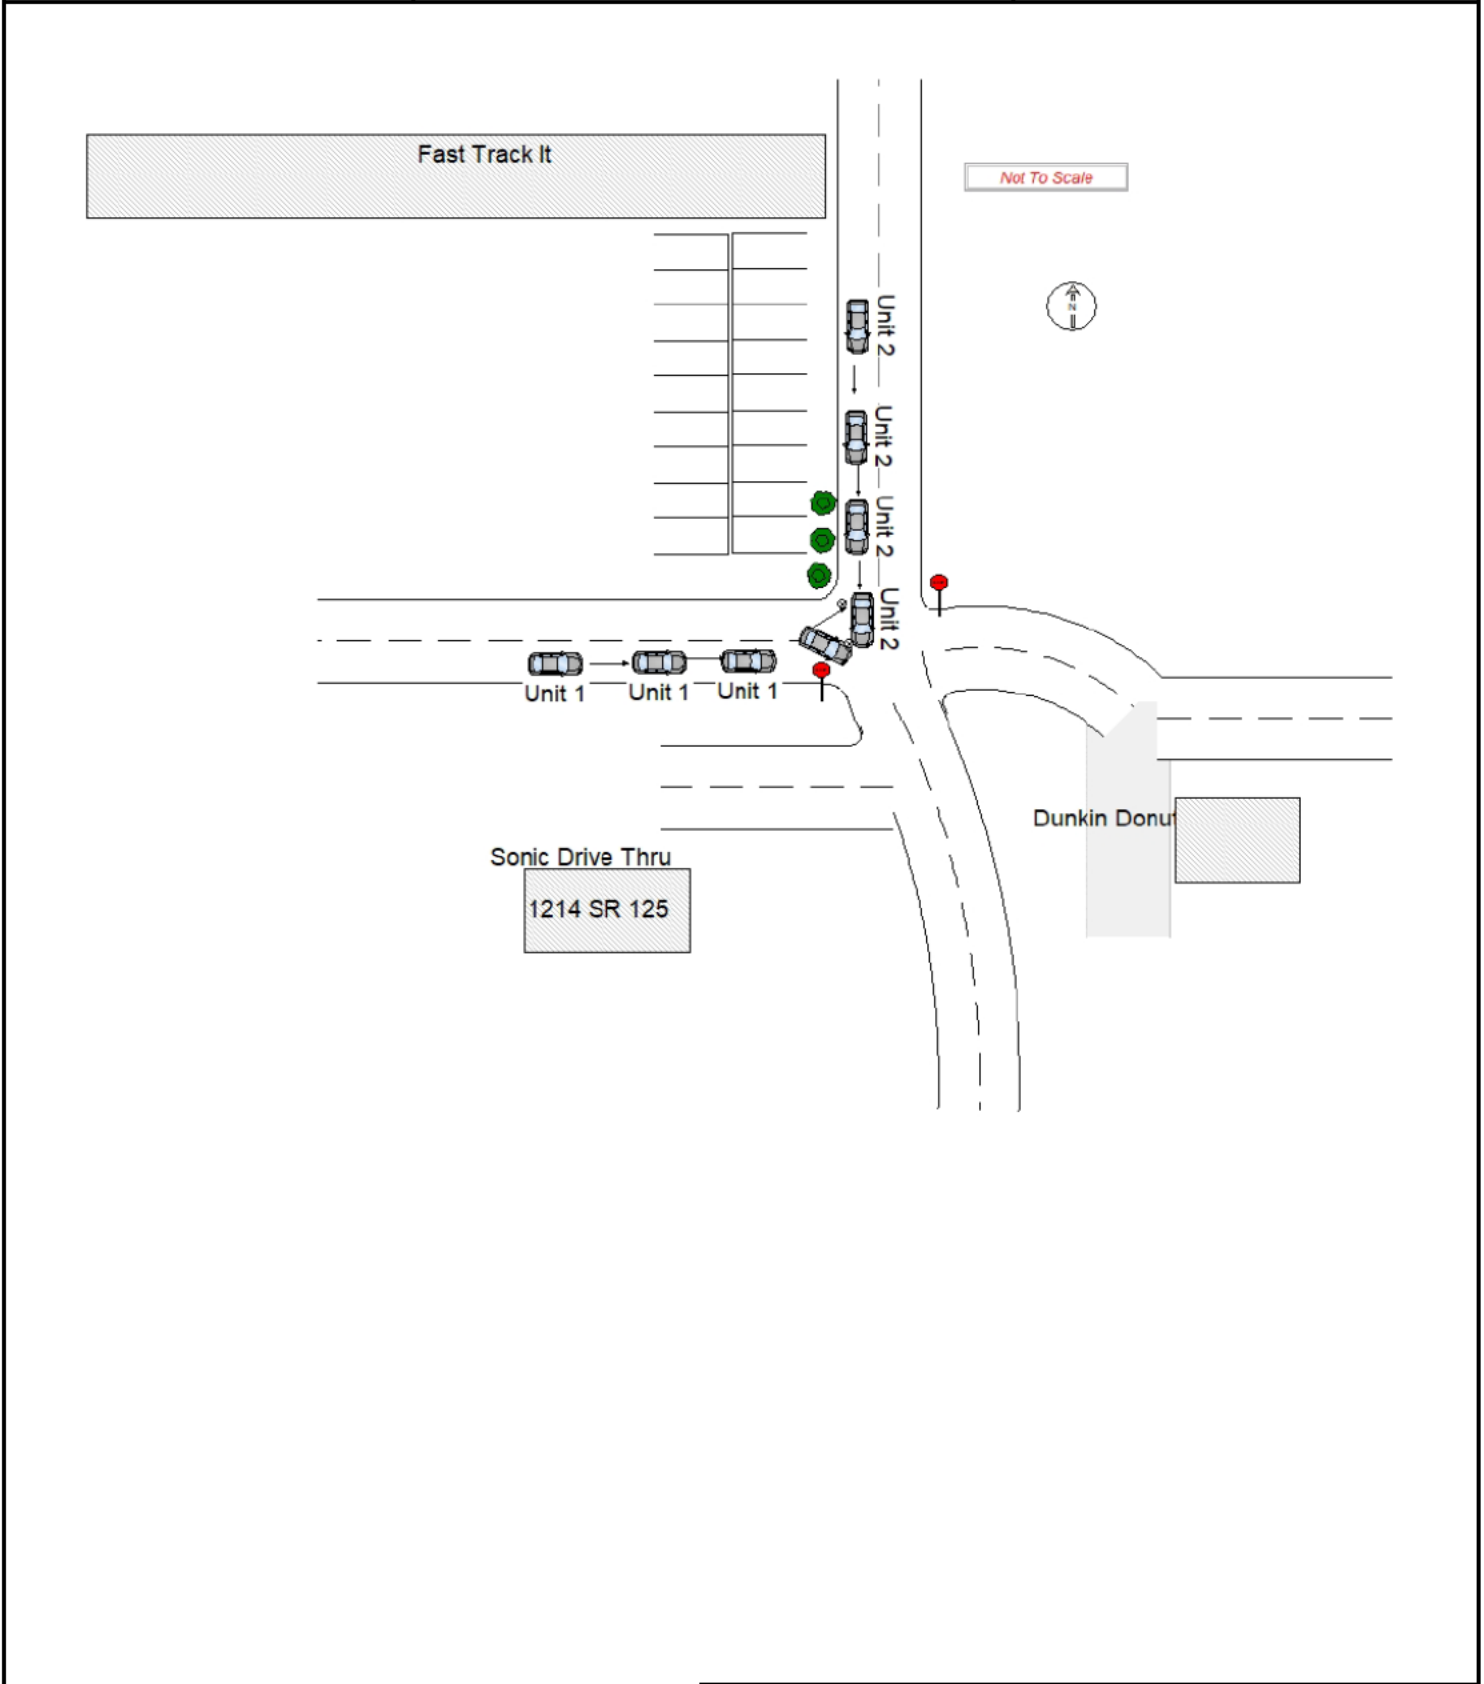 Fast Track It
Not To Scale
N
Unit 2
Unit 2
Unit 2
Unit 2
Unit 1
Unit 1
Unit 1
Dunkin Donut
Sonic Drive Thru
1214 SR 125